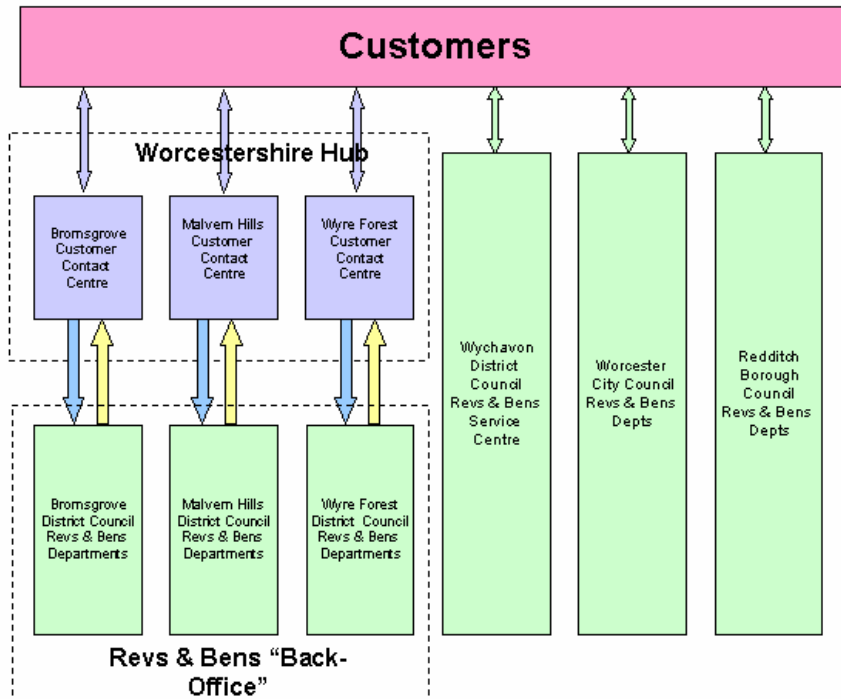 Customers
Worcestershire Hub
Bromsgrove
Customer
Contact
Centre
Malvern Hills
Customer
Contact
Centre
Wyre Forest
Customer
Contact
Centre
Wychavon
District
Council
Revs & Bens
Service
Centre
Worcester
City Council
Revs & Bens
Depts
Redditch
Borough
Council
Revs & Bens
Depts
Bromsgrove
District Council
Revs & Bens
Departments
Malvern Hills
District Council
Revs & Bens
Departments
Wyre Forest
District Council
Revs & Bens
Departments
Revs & Bens “Back-
Office”